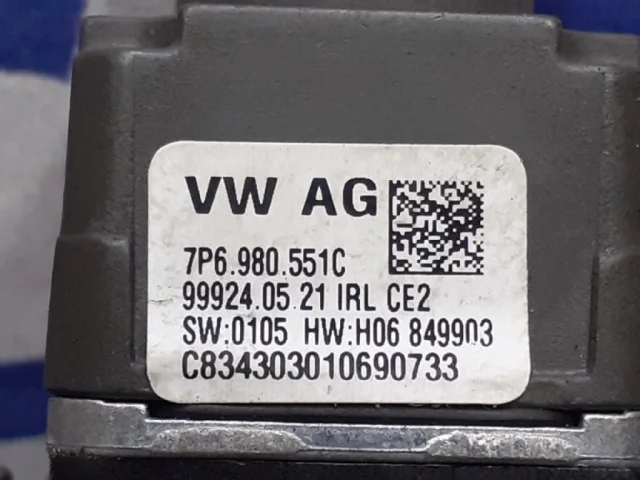 VW AG
7P6.980.551C
99924.05.21 IRL CE2
SW:0105 HW:H06 849903
C834303010690733